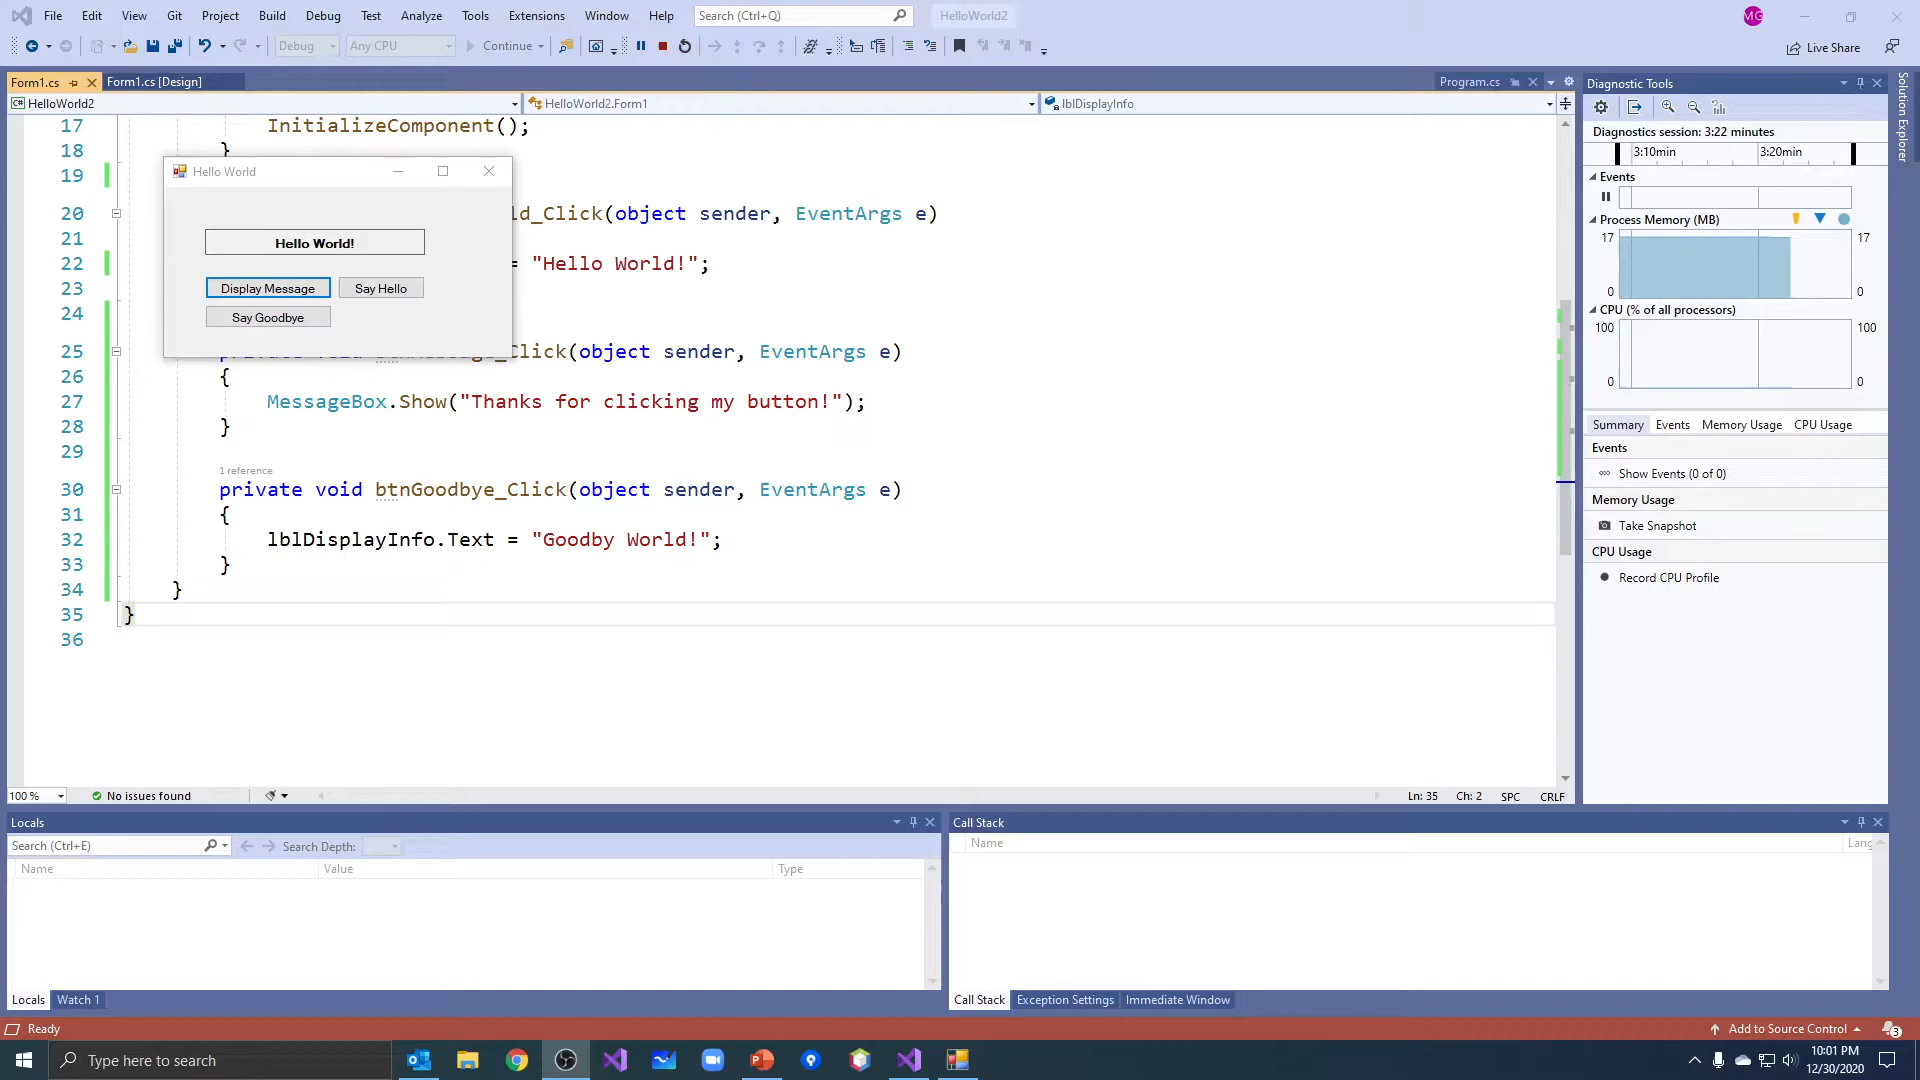 File Edit View Git Project Build Debug Test Analyze Tools Extensions Window Help Search (Ctrl+Q) HelloWorld2 MG
Debug Any CPU Continue Live Share
Form1.cs Form1.cs [Design] Program.cs
HelloWorld2 HelloWorld2.Form1 lblDisplayInfo
17 InitializeComponent();
18 }
19
Hello World
20 ld_Click(object sender, EventArgs e)
21
Hello World!
22 = "Hello World!";
23
Display Message Say Hello
24
Say Goodbye
25 Click(object sender, EventArgs e)
26 {
27 MessageBox.Show("Thanks for clicking my button!");
28 }
29
1 reference
30 private void btnGoodbye_Click(object sender, EventArgs e)
31 {
32 lblDisplayInfo.Text = "Goodby World!";
33 }
34 }
35 }
36
100 % No issues found Ln: 35 Ch: 2 SPC CRLF
Diagnostic Tools
Diagnostics session: 3:22 minutes
3:10min 3:20min
Events
Process Memory (MB)
17 17
0 0
CPU (% of all processors)
100 100
0 0
Summary Events Memory Usage CPU Usage
Events
Show Events (0 of 0)
Memory Usage
Take Snapshot
CPU Usage
Record CPU Profile
Solution Explorer
Locals
Search (Ctrl+E) Search Depth:
Name Value Type
Locals Watch 1
Call Stack
Name Lang
Call Stack Exception Settings Immediate Window
Ready Add to Source Control 3
Type here to search
10:01 PM
12/30/2020